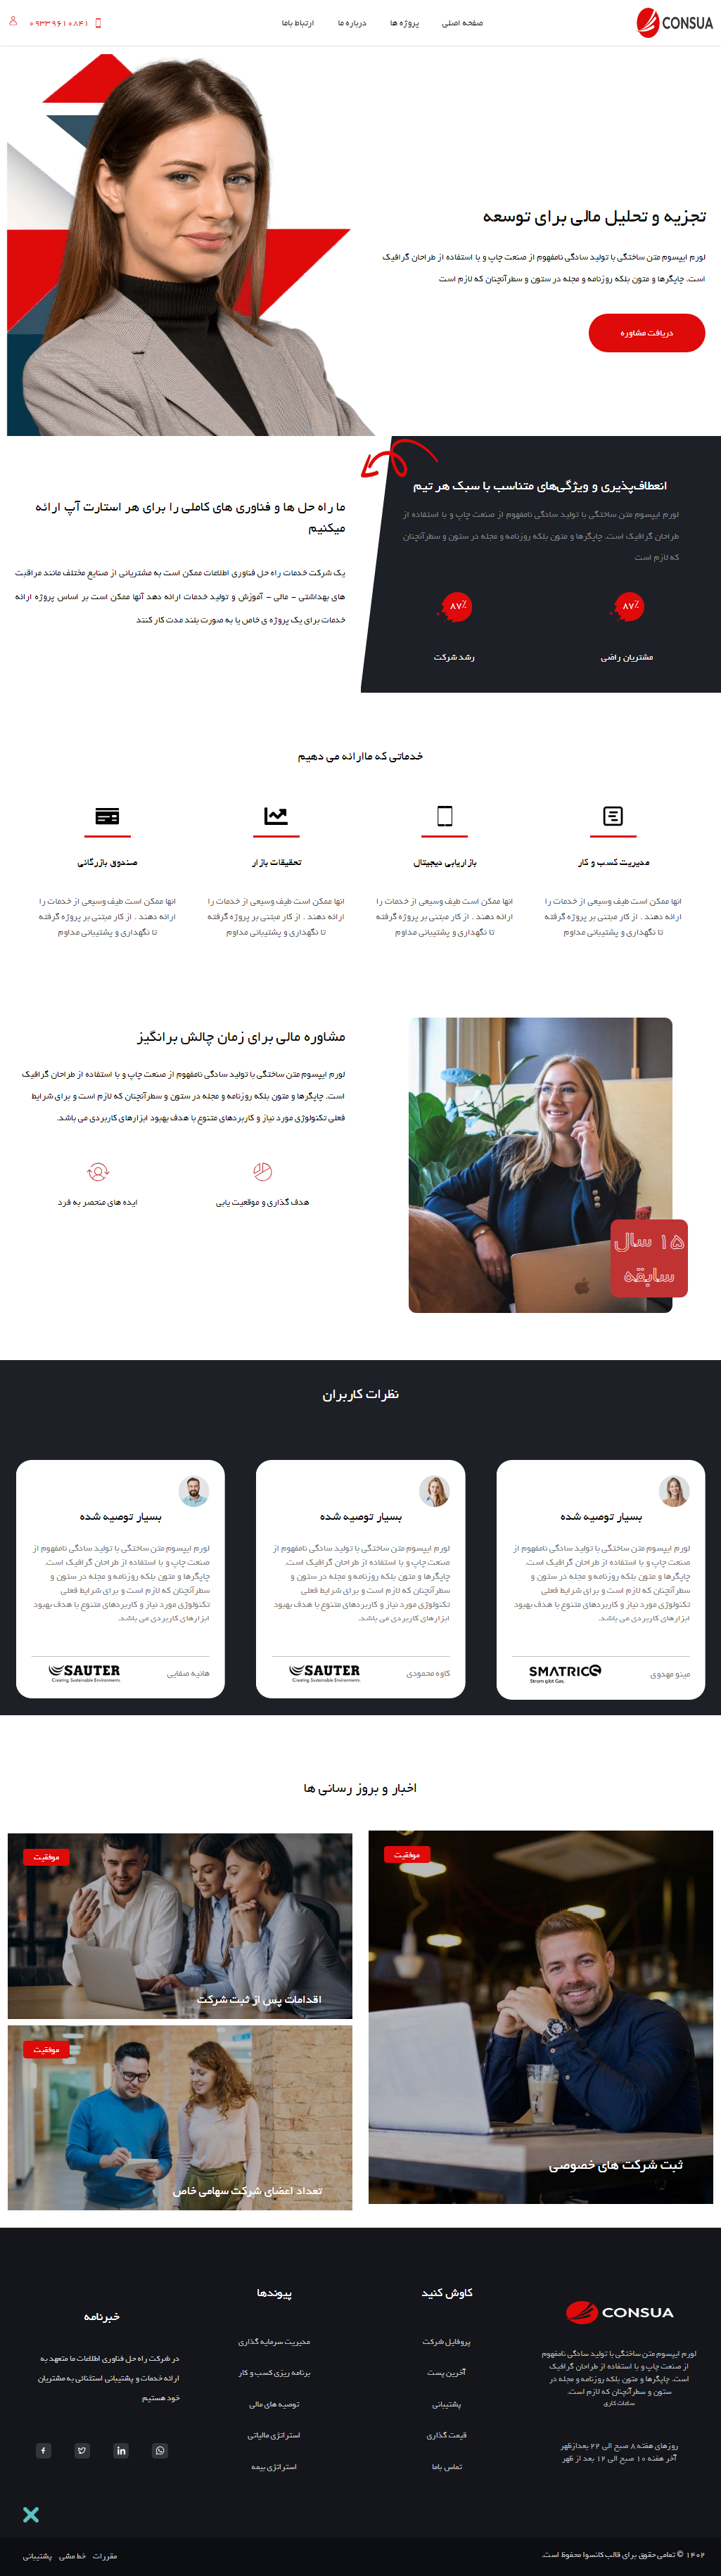 CONSUA
صفحه اصلی
پروژه ها
درباره ما
ارتباط باما
۰۹۳۳۹۶۱۰۸۴۱
تجزیه و تحلیل مالی برای توسعه
لورم ایپسوم متن ساختگی با تولید سادگی نامفهوم از صنعت چاپ و با استفاده از طراحان گرافیک
است. چاپگرها و متون بلکه روزنامه و مجله در ستون و سطرآنچنان که لازم است
دریافت مشاوره
انعطاف‌پذیری و ویژگی‌های متناسب با سبک هر تیم
لورم ایپسوم متن ساختگی با تولید سادگی نامفهوم از صنعت چاپ و با استفاده از
طراحان گرافیک است. چاپگرها و متون بلکه روزنامه و مجله در ستون و سطرآنچنان
که لازم است
۸۷٪
۸۷٪
مشتریان راضی
رشد شرکت
ما راه حل ها و فناوری های کاملی را برای هر استارت آپ ارائه
میکنیم
یک شرکت خدمات راه حل فناوری اطلاعات ممکن است به مشتریانی از صنایع مختلف مانند مراقبت
های بهداشتی - مالی - آموزش و تولید خدمات ارائه دهد آنها ممکن است بر اساس پروژه ارائه
خدمات برای یک پروژه ی خاص یا به صورت بلند مدت کار کنند
خدماتی که ماارائه می دهیم
مدیریت کسب و کار
بازاریابی دیجیتال
تحقیقات بازار
صندوق بازرگانی
انها ممکن است طیف وسیعی از خدمات را
ارائه دهند . از کار مبتنی بر پروژه گرفته
تا نگهداری و پشتیبانی مداوم
انها ممکن است طیف وسیعی از خدمات را
ارائه دهند . از کار مبتنی بر پروژه گرفته
تا نگهداری و پشتیبانی مداوم
انها ممکن است طیف وسیعی از خدمات را
ارائه دهند . از کار مبتنی بر پروژه گرفته
تا نگهداری و پشتیبانی مداوم
انها ممکن است طیف وسیعی از خدمات را
ارائه دهند . از کار مبتنی بر پروژه گرفته
تا نگهداری و پشتیبانی مداوم
۱۵ سال
سابقه
مشاوره مالی برای زمان چالش برانگیز
لورم ایپسوم متن ساختگی با تولید سادگی نامفهوم از صنعت چاپ و با استفاده از طراحان گرافیک
است. چاپگرها و متون بلکه روزنامه و مجله در ستون و سطرآنچنان که لازم است و برای شرایط
فعلی تکنولوژی مورد نیاز و کاربردهای متنوع با هدف بهبود ابزارهای کاربردی می باشد.
هدف گذاری و موقعیت یابی
ایده های منحصر به فرد
نظرات کاربران
بسیار توصیه شده
لورم ایپسوم متن ساختگی با تولید سادگی نامفهوم از
صنعت چاپ و با استفاده از طراحان گرافیک است.
چاپگرها و متون بلکه روزنامه و مجله در ستون و
سطرآنچنان که لازم است و برای شرایط فعلی
تکنولوژی مورد نیاز و کاربردهای متنوع با هدف بهبود
ابزارهای کاربردی می باشد.
مینو مهدوی
SMATRIC
Strom gibt Gas.
بسیار توصیه شده
لورم ایپسوم متن ساختگی با تولید سادگی نامفهوم از
صنعت چاپ و با استفاده از طراحان گرافیک است.
چاپگرها و متون بلکه روزنامه و مجله در ستون و
سطرآنچنان که لازم است و برای شرایط فعلی
تکنولوژی مورد نیاز و کاربردهای متنوع با هدف بهبود
ابزارهای کاربردی می باشد.
کاوه محمودی
SAUTER
Creating Sustainable Environments.
بسیار توصیه شده
لورم ایپسوم متن ساختگی با تولید سادگی نامفهوم از
صنعت چاپ و با استفاده از طراحان گرافیک است.
چاپگرها و متون بلکه روزنامه و مجله در ستون و
سطرآنچنان که لازم است و برای شرایط فعلی
تکنولوژی مورد نیاز و کاربردهای متنوع با هدف بهبود
ابزارهای کاربردی می باشد.
هانیه صفایی
SAUTER
Creating Sustainable Environments.
اخبار و بروز رسانی ها
موفقیت
ثبت شرکت های خصوصی
موفقیت
اقدامات پس از ثبت شرکت
موفقیت
تعداد اعضای شرکت سهامی خاص
CONSUA
لورم ایپسوم متن ساختگی با تولید سادگی نامفهوم
از صنعت چاپ و با استفاده از طراحان گرافیک
است. چاپگرها و متون بلکه روزنامه و مجله در
ستون و سطرآنچنان که لازم است.
ساعات کاری
روزهای هفته ۸ صبح الی ۲۲ بعدازظهر
آخر هفته ۱۰ صبح الی ۱۲ بعد از ظهر
کاوش کنید
پروفایل شرکت
آخرین پست
پشتیبانی
قیمت گذاری
تماس باما
پیوندها
مدیریت سرمایه گذاری
برنامه ریزی کسب و کار
توصیه های مالی
استراتژی مالیاتی
استراتژی بیمه
خبرنامه
در شرکت راه حل فناوری اطلاعات ما متعهد به
ارائه خدمات و پشتیبانی استثنائی به مشتریان
خود هستیم
۱۴۰۲ © تمامی حقوق برای قالب کانسوا محفوظ است.
مقررات
خط مشی
پشتیبانی